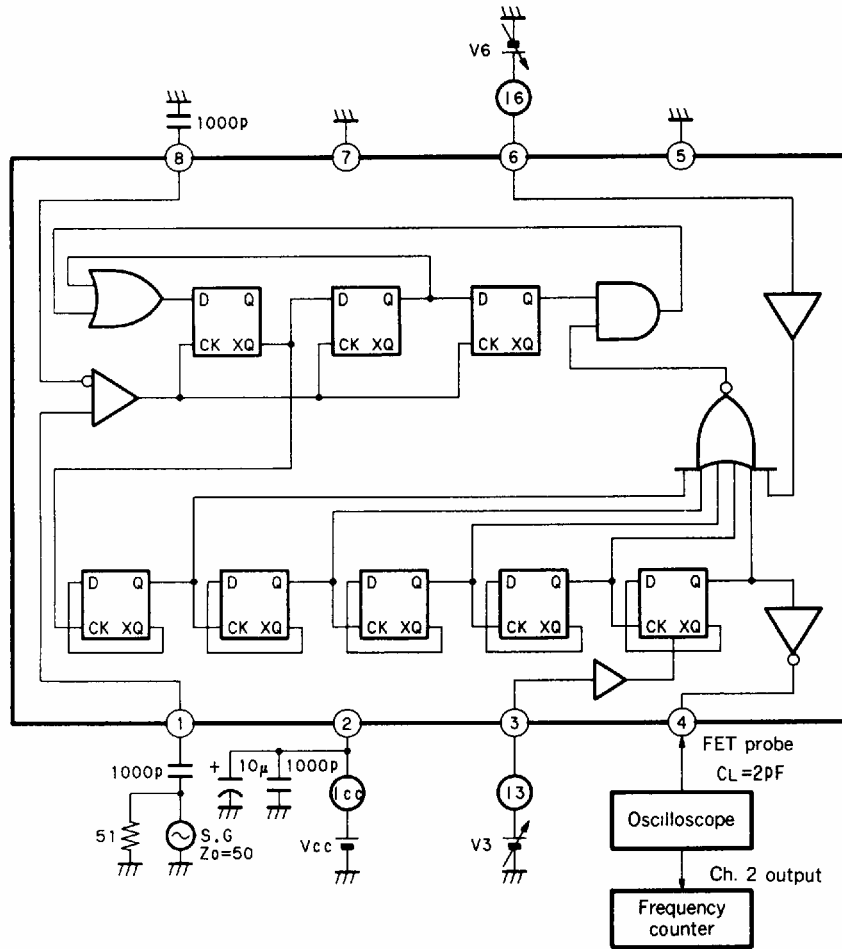 V6
16
1000p
8
7
6
5
D Q
CK XQ
D Q
CK XQ
D Q
CK XQ
D Q
CK XQ
D Q
CK XQ
D Q
CK XQ
D Q
CK XQ
D Q
CK XQ
1
2
3
4
FET probe
CL=2pF
1000p
+
10μ
1000p
Icc
13
51
S.G
Zo=50
Vcc
V3
Oscilloscope
Ch. 2 output
Frequency
counter